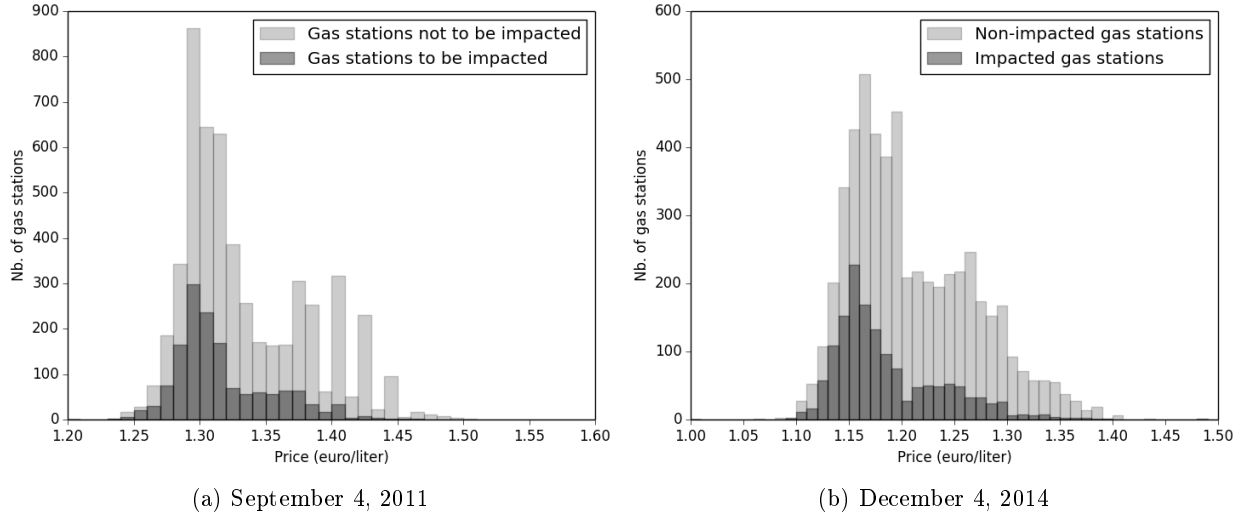 900
800
700
600
500
400
300
200
100
0
Nb. of gas stations
Gas stations not to be impacted
Gas stations to be impacted
1.20 1.25 1.30 1.35 1.40 1.45 1.50 1.55 1.60
Price (euro/liter)
(a) September 4, 2011
600
500
400
300
200
100
0
Nb. of gas stations
Non-impacted gas stations
Impacted gas stations
1.00 1.05 1.10 1.15 1.20 1.25 1.30 1.35 1.40 1.45 1.50
Price (euro/liter)
(b) December 4, 2014